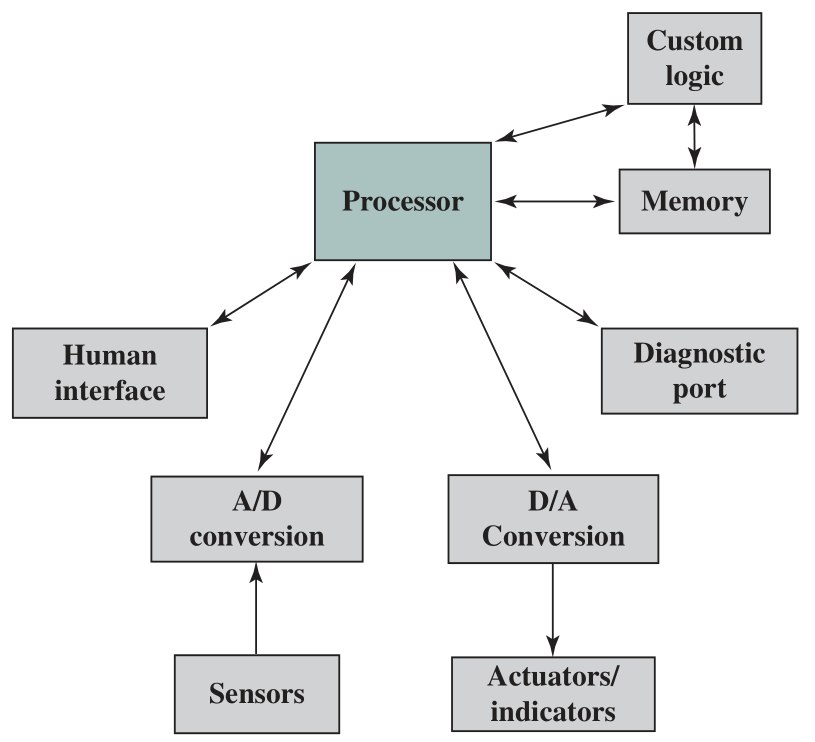 Custom
logic
Processor
Memory
Human
interface
Diagnostic
port
A/D
conversion
D/A
Conversion
Sensors
Actuators/
indicators